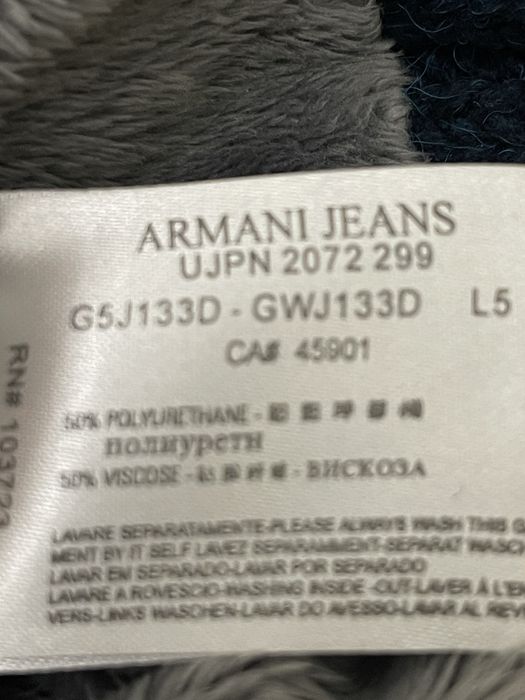 ARMANI JEANS
UJPN 2072 299
G5J133D - GWJ133D L5
CA# 45901
RN# 10372
50% POLYURETHANE -
полиуретн
50% VISCOSE - - ВИСКОЗА
LAVARE SEPARATAMENTE-PLEASE ALWAYS WASH THIS G
MENT BY IT SELF LAVEZ SEPARAMMENT-SEPARAT WASC
LAVAR EM SEPARADO-LAVAR POR SEPARADO
LAVARE A ROVESCIO-WASHING INSIDE -OUT-LAVER À L'E
VERS-LINKS WASCHEN-LAVAR DO AVESSO-LAVAR AL REV